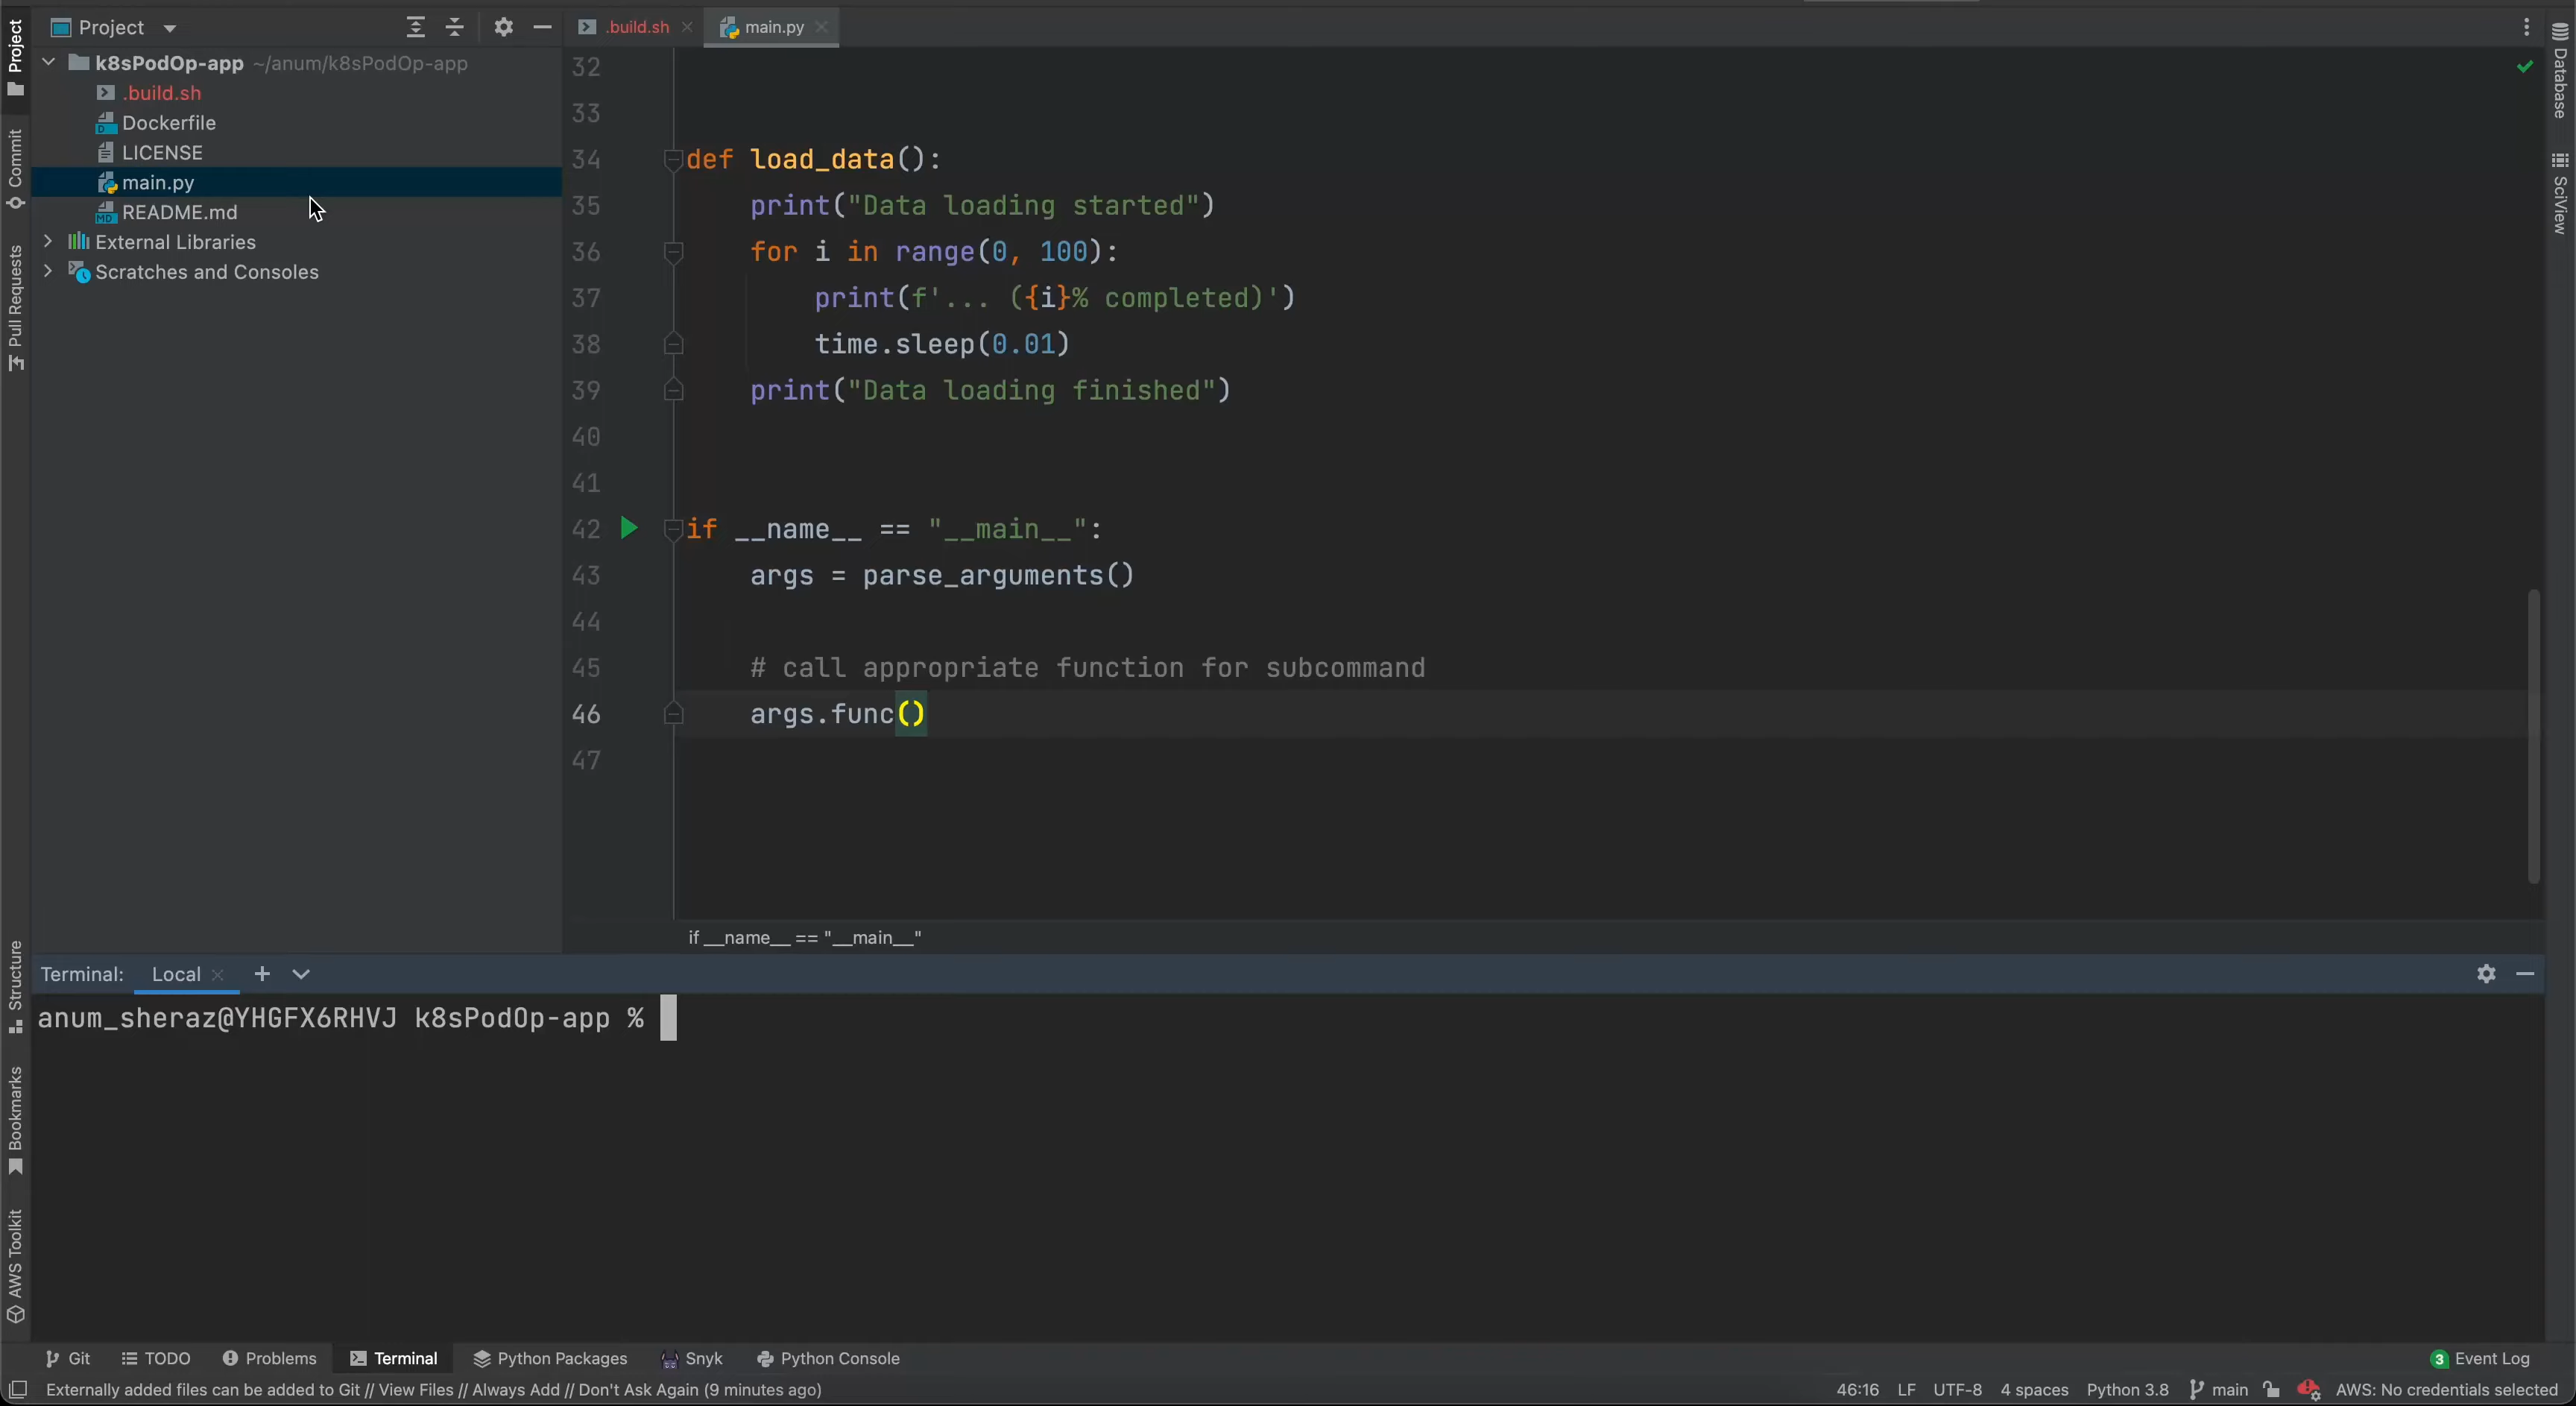 Project
.build.sh
main.py
k8sPodOp-app ~/anum/k8sPodOp-app
.build.sh
Dockerfile
LICENSE
main.py
README.md
External Libraries
Scratches and Consoles
Project
Commit
Pull Requests
Structure
Bookmarks
AWS Toolkit
32
33
34 def load_data():
35 print("Data loading started")
36 for i in range(0, 100):
37 print(f'... ({i}% completed)')
38 time.sleep(0.01)
39 print("Data loading finished")
40
41
42 if __name__ == "__main__":
43 args = parse_arguments()
44
45 # call appropriate function for subcommand
46 args.func()
47
if __name__ == "__main__"
Database
SciView
Terminal: Local
anum_sheraz@YHGFX6RHVJ k8sPodOp-app %
Git TODO Problems Terminal Python Packages Snyk Python Console 3 Event Log
Externally added files can be added to Git // View Files // Always Add // Don't Ask Again (9 minutes ago) 46:16 LF UTF-8 4 spaces Python 3.8 main AWS: No credentials selected